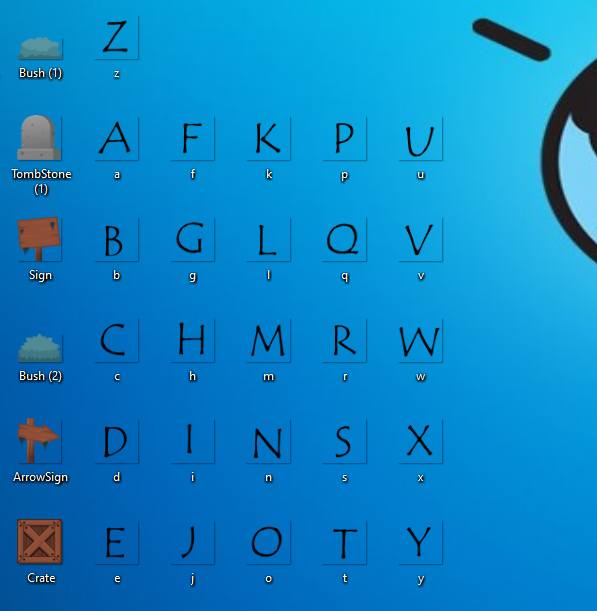 Z
Bush (1) z
A F K P U
TombStone a f k p u
(1)
B G L Q V
Sign b g l q v
C H M R W
Bush (2) c h m r w
D I N S X
ArrowSign d i n s x
E J O T Y
Crate e j o t y